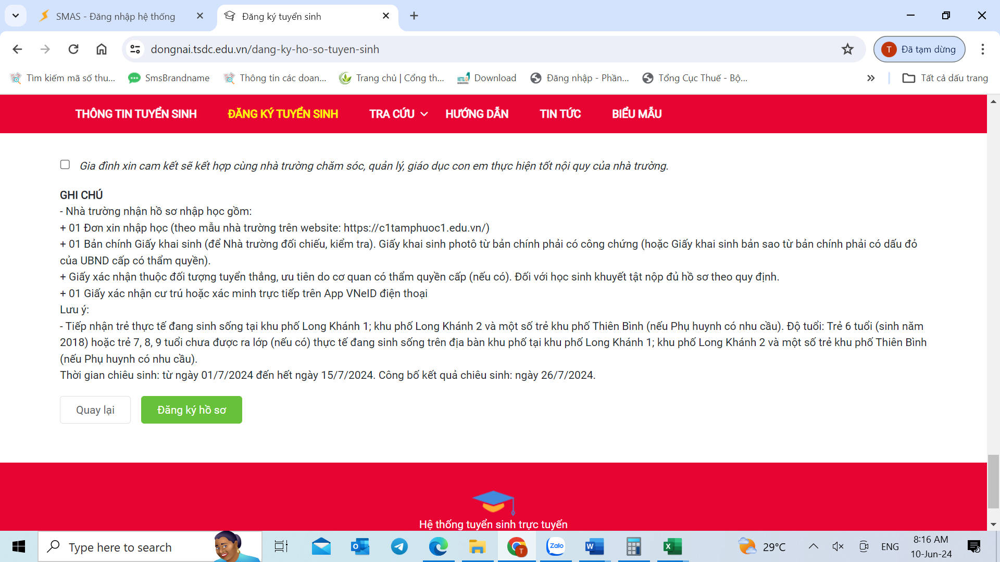 SMAS - Đăng nhập hệ thống
Đăng ký tuyển sinh
dongnai.tsdc.edu.vn/dang-ky-ho-so-tuyen-sinh
T Đã tạm dừng
Tìm kiếm mã số thu...
SmsBrandname
Thông tin các doan...
Trang chủ | Cổng th...
Download
Đăng nhập - Phần...
Tổng Cục Thuế - Bộ...
Tất cả dấu trang
THÔNG TIN TUYỂN SINH
ĐĂNG KÝ TUYỂN SINH
TRA CỨU
HƯỚNG DẪN
TIN TỨC
BIỂU MẪU
Gia đình xin cam kết sẽ kết hợp cùng nhà trường chăm sóc, quản lý, giáo dục con em thực hiện tốt nội quy của nhà trường.
GHI CHÚ
- Nhà trường nhận hồ sơ nhập học gồm:
+ 01 Đơn xin nhập học (theo mẫu nhà trường trên website: https://c1tamphuoc1.edu.vn/)
+ 01 Bản chính Giấy khai sinh (để Nhà trường đối chiếu, kiểm tra). Giấy khai sinh photô từ bản chính phải có công chứng (hoặc Giấy khai sinh bản sao từ bản chính phải có dấu đỏ
của UBND cấp có thẩm quyền).
+ Giấy xác nhận thuộc đối tượng tuyển thẳng, ưu tiên do cơ quan có thẩm quyền cấp (nếu có). Đối với học sinh khuyết tật nộp đủ hồ sơ theo quy định.
+ 01 Giấy xác nhận cư trú hoặc xác minh trực tiếp trên App VNeID điện thoại
Lưu ý:
- Tiếp nhận trẻ thực tế đang sinh sống tại khu phố Long Khánh 1; khu phố Long Khánh 2 và một số trẻ khu phố Thiên Bình (nếu Phụ huynh có nhu cầu). Độ tuổi: Trẻ 6 tuổi (sinh năm
2018) hoặc trẻ 7, 8, 9 tuổi chưa được ra lớp (nếu có) thực tế đang sinh sống trên địa bàn khu phố tại khu phố Long Khánh 1; khu phố Long Khánh 2 và một số trẻ khu phố Thiên Bình
(nếu Phụ huynh có nhu cầu).
Thời gian chiêu sinh: từ ngày 01/7/2024 đến hết ngày 15/7/2024. Công bố kết quả chiêu sinh: ngày 26/7/2024.
Quay lại
Đăng ký hồ sơ
Hệ thống tuyển sinh trực tuyến
Type here to search
T
Zalo
29°C
ENG
8:16 AM
10-Jun-24